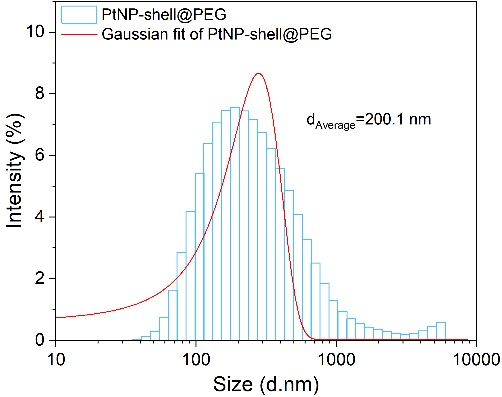 PtNP-shell@PEG
Gaussian fit of PtNP-shell@PEG
dAverage=200.1 nm
Intensity (%)
10
8
6
4
2
0
10 100 1000 10000
Size (d.nm)